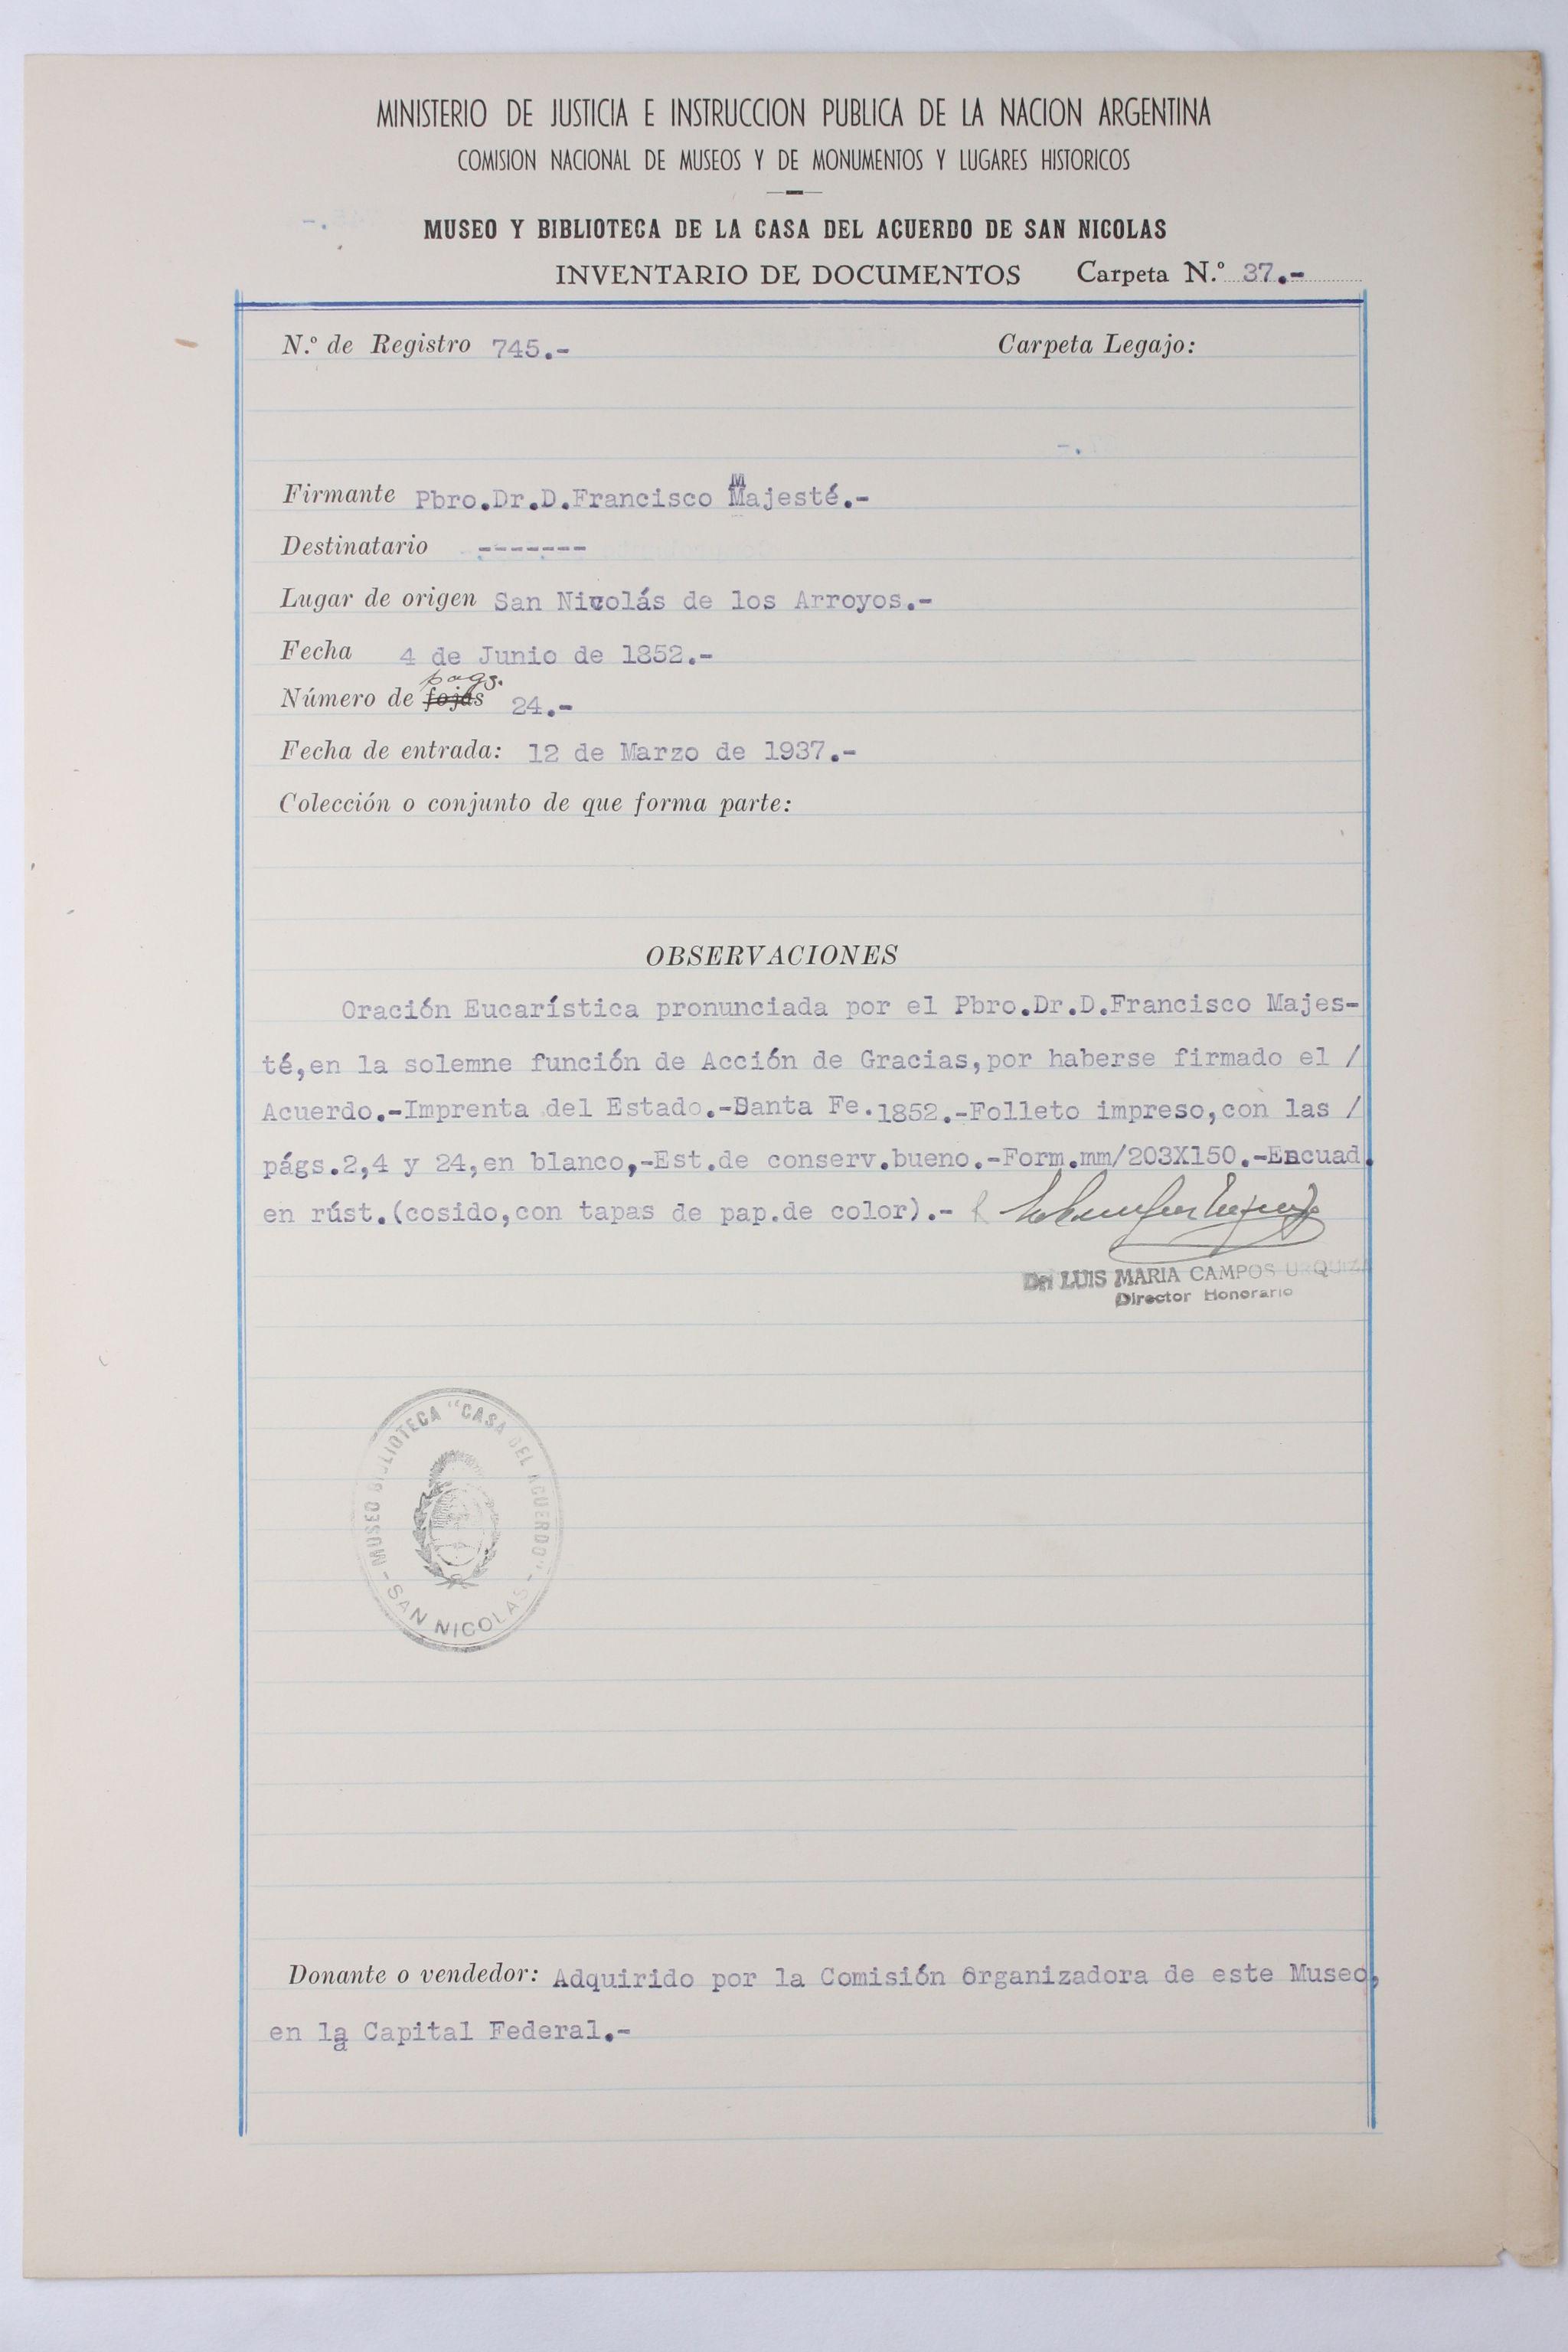 MINISTERIO DE JUSTICIA E INSTRUCCION PUBLICA DE LA NACION ARGENTINA
COMISION NACIONAL DE MUSEOS Y DE MONUMENTOS Y LUGARES HISTORICOS
MUSEO Y BIBLIOTECA DE LA CASA DEL ACUERDO DE SAN NICOLAS
INVENTARIO DE DOCUMENTOS Carpeta N.º 37.-
N.º de Registro 745.- Carpeta Legajo:
Firmante Pbro.Dr.D.Francisco Majesté.-
Destinatario -------
Lugar de origen San Nicolás de los Arroyos.-
Fecha 4 de Junio de 1852.-
pags.
Número de fojas 24.-
Fecha de entrada: 12 de Marzo de 1937.-
Colección o conjunto de que forma parte:
OBSERVACIONES
Oración Eucarística pronunciada por el Pbro.Dr.D.Francisco Majes-
té,en la solemne función de Acción de Gracias,por haberse firmado el /
Acuerdo.-Imprenta del Estado.-Santa Fe.1852.-Folleto impreso,con las /
págs.2,4 y 24,en blanco,-Est.de conserv.bueno.-Form.mm/203X150.-Encuad.
en rúst.(cosido,con tapas de pap.de color).-
Dr. LUIS MARIA CAMPOS URQUIZA
Director Honorario
MUSEO BIBLIOTECA "CASA DEL ACUERDO" - SAN NICOLAS -
Donante o vendedor: Adquirido por la Comisión Organizadora de este Museo,
en la Capital Federal.-